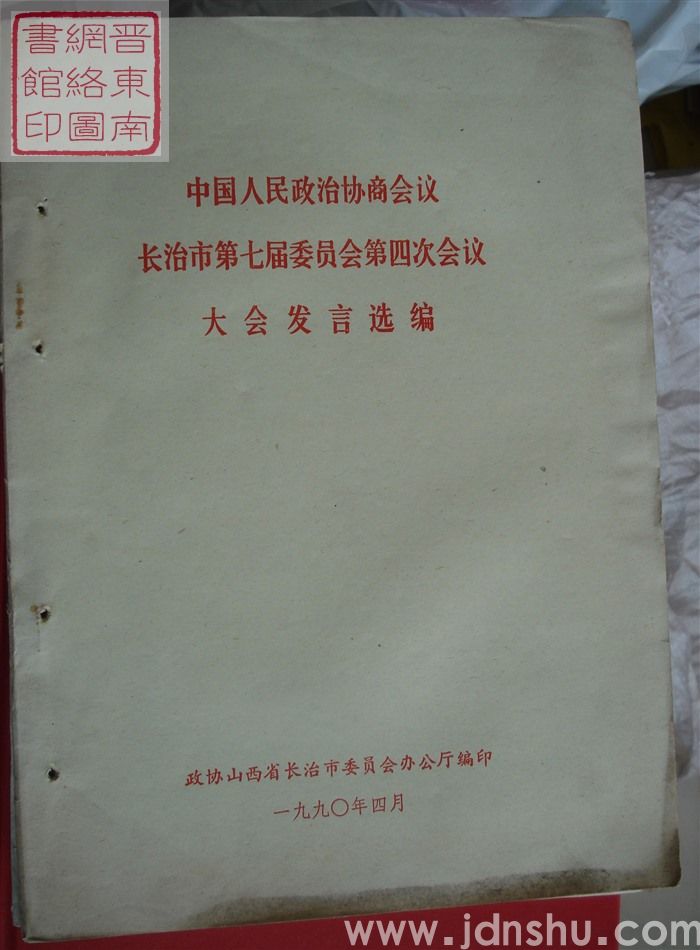 晋東南
網絡圖
書館印
中国人民政治协商会议
长治市第七届委员会第四次会议
大会发言选编
政协山西省长治市委员会办公厅编印
一九九〇年四月
www.jdnshu.com